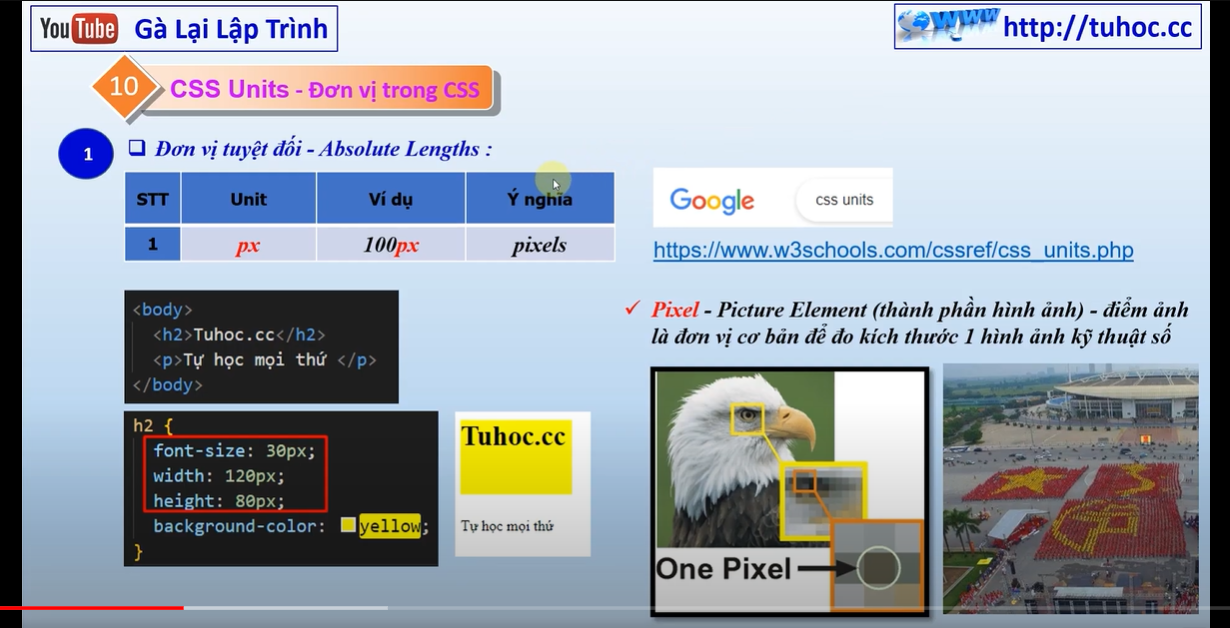 YouTube Gà Lại Lập Trình
www http://tuhoc.cc
10 CSS Units - Đơn vị trong CSS
1 Đơn vị tuyệt đối - Absolute Lengths :
STT Unit Ví dụ Ý nghĩa
1 px 100px pixels
Google css units
https://www.w3schools.com/cssref/css_units.php
<body>
<h2>Tuhoc.cc</h2>
<p>Tự học mọi thứ </p>
</body>
h2 {
font-size: 30px;
width: 120px;
height: 80px;
background-color: yellow;
}
Tuhoc.cc
Tự học mọi thứ
Pixel - Picture Element (thành phần hình ảnh) - điểm ảnh
là đơn vị cơ bản để đo kích thước 1 hình ảnh kỹ thuật số
One Pixel